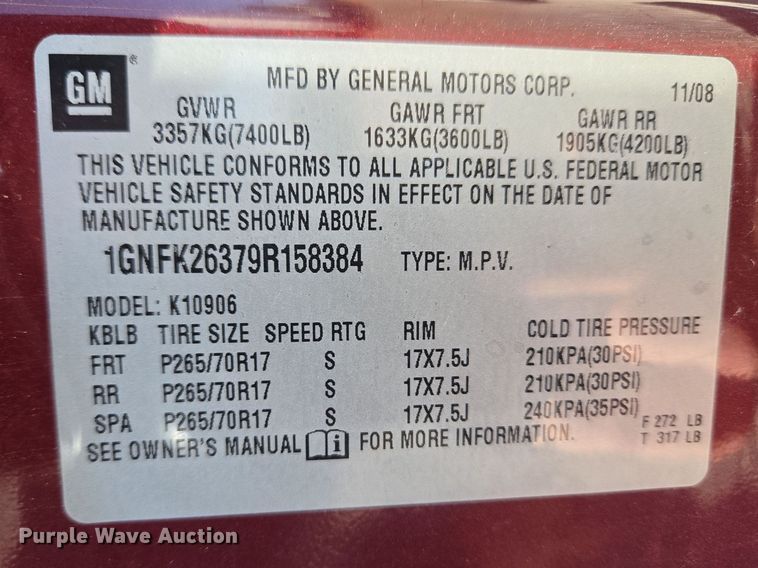 GM
®
MFD BY GENERAL MOTORS CORP. 11/08
GVWR GAWR FRT GAWR RR
3357KG(7400LB) 1633KG(3600LB) 1905KG(4200LB)
THIS VEHICLE CONFORMS TO ALL APPLICABLE U.S. FEDERAL MOTOR
VEHICLE SAFETY STANDARDS IN EFFECT ON THE DATE OF
MANUFACTURE SHOWN ABOVE.
1GNFK26379R158384 TYPE: M.P.V.
MODEL: K10906
KBLB TIRE SIZE SPEED RTG RIM COLD TIRE PRESSURE
FRT P265/70R17 S 17X7.5J 210KPA(30PSI)
RR P265/70R17 S 17X7.5J 210KPA(30PSI)
SPA P265/70R17 S 17X7.5J 240KPA(35PSI) F 272 LB
T 317 LB
SEE OWNER'S MANUAL i FOR MORE INFORMATION.
Purple Wave Auction